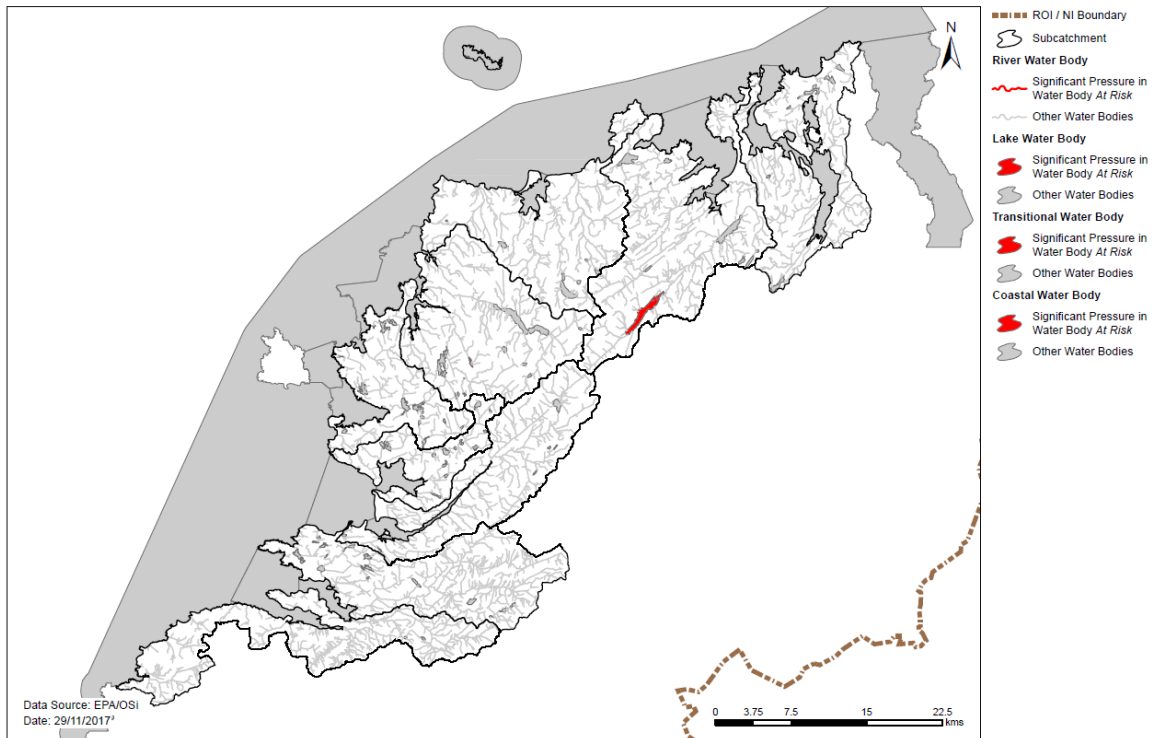 N
Data Source: EPA/OSi
Date: 29/11/2017³
0 3.75 7.5 15 22.5
kms
ROI / NI Boundary
Subcatchment
River Water Body
Significant Pressure in
Water Body At Risk
Other Water Bodies
Lake Water Body
Significant Pressure in
Water Body At Risk
Other Water Bodies
Transitional Water Body
Significant Pressure in
Water Body At Risk
Other Water Bodies
Coastal Water Body
Significant Pressure in
Water Body At Risk
Other Water Bodies